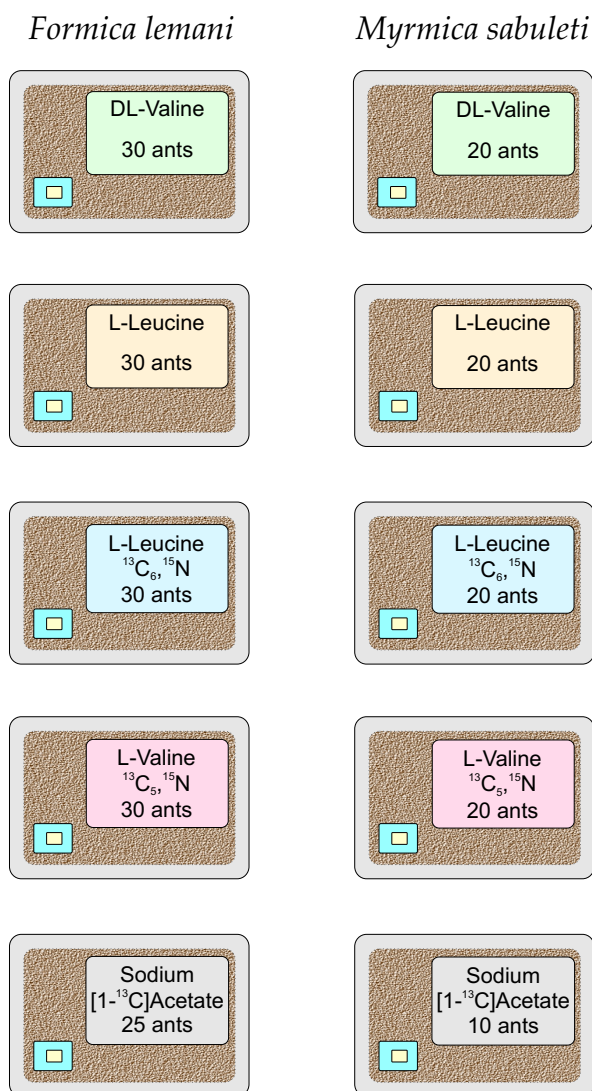 Formica lemani Myrmica sabuleti
DL-Valine
30 ants
DL-Valine
20 ants
L-Leucine
30 ants
L-Leucine
20 ants
L-Leucine
¹³C₆,¹⁵N
30 ants
L-Leucine
¹³C₆,¹⁵N
20 ants
L-Valine
¹³C₅,¹⁵N
30 ants
L-Valine
¹³C₅,¹⁵N
20 ants
Sodium
[1-¹³C]Acetate
25 ants
Sodium
[1-¹³C]Acetate
10 ants